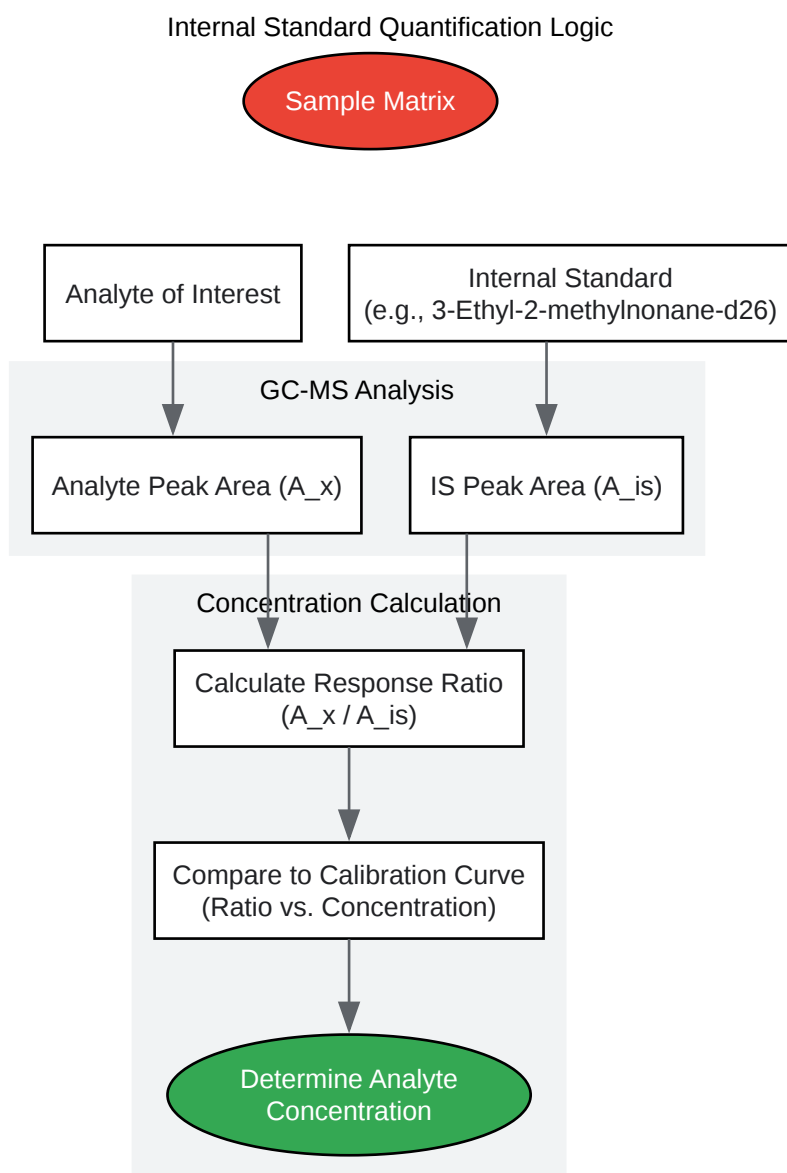 Internal Standard Quantification Logic
Sample Matrix
Analyte of Interest
Internal Standard
(e.g., 3-Ethyl-2-methylnonane-d26)
GC-MS Analysis
Analyte Peak Area (A_x)
IS Peak Area (A_is)
Concentration Calculation
Calculate Response Ratio
(A_x / A_is)
Compare to Calibration Curve
(Ratio vs. Concentration)
Determine Analyte
Concentration